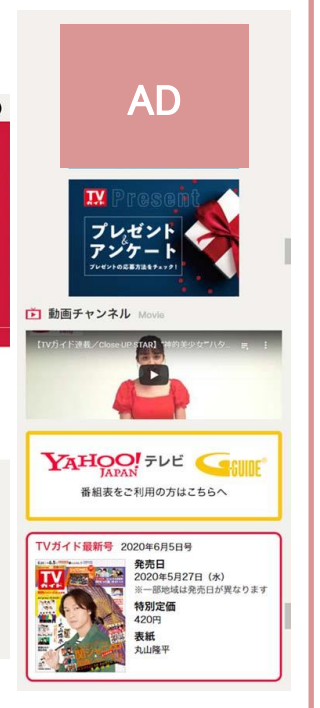 AD
TV
ガイド
Present
プレゼント
&
アンケート
プレゼントの応募方法をチェック!
動画チャンネル Movie
【TVガイド連載/Close-UP STAR】"神的美少女"ハタ...
YAHOO! JAPAN テレビ G-GUIDE
番組表をご利用の方はこちらへ
TVガイド最新号 2020年6月5日号
発売日
2020年5月27日(水)
※一部地域は発売日が異なります
特別定価
420円
表紙
丸山隆平
TV
ガイド